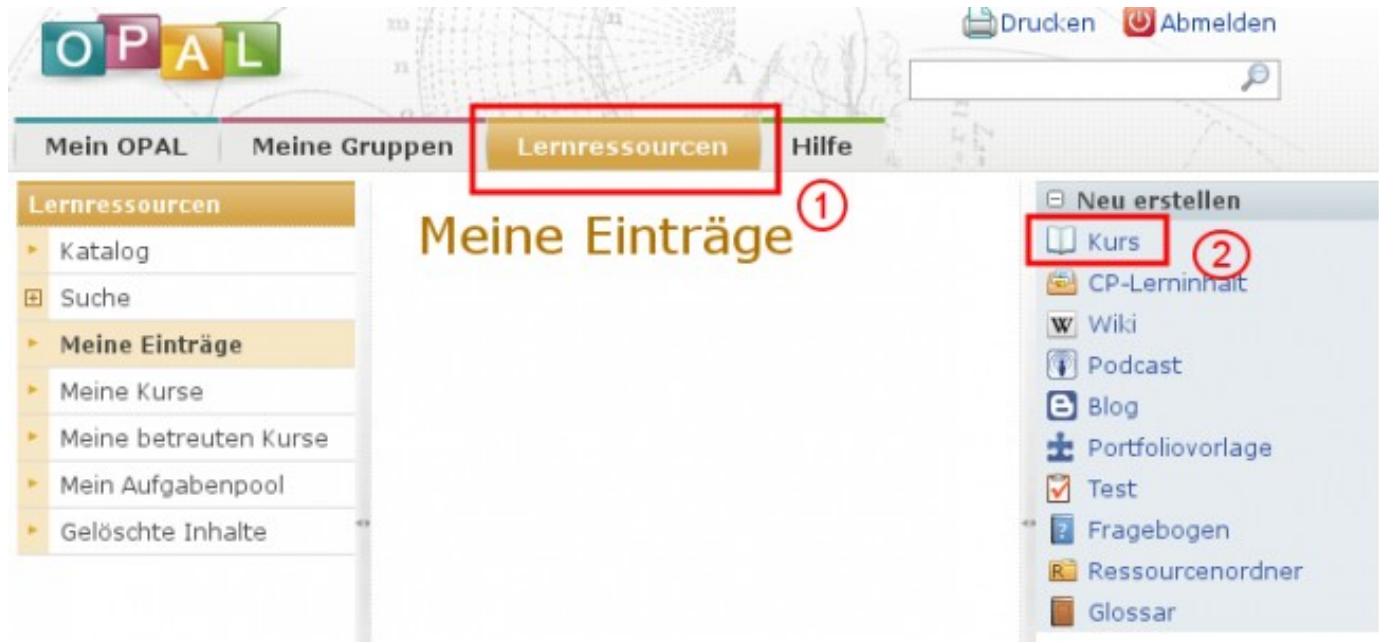 OPAL
Drucken Abmelden
Mein OPAL Meine Gruppen Lernressourcen Hilfe
1
Lernressourcen
Katalog
Suche
Meine Einträge
Meine Kurse
Meine betreuten Kurse
Mein Aufgabenpool
Gelöschte Inhalte
Meine Einträge
Neu erstellen
Kurs
2
CP-Lerninhalt
W Wiki
Podcast
B Blog
Portfoliovorlage
Test
? Fragebogen
R Ressourcenordner
Glossar